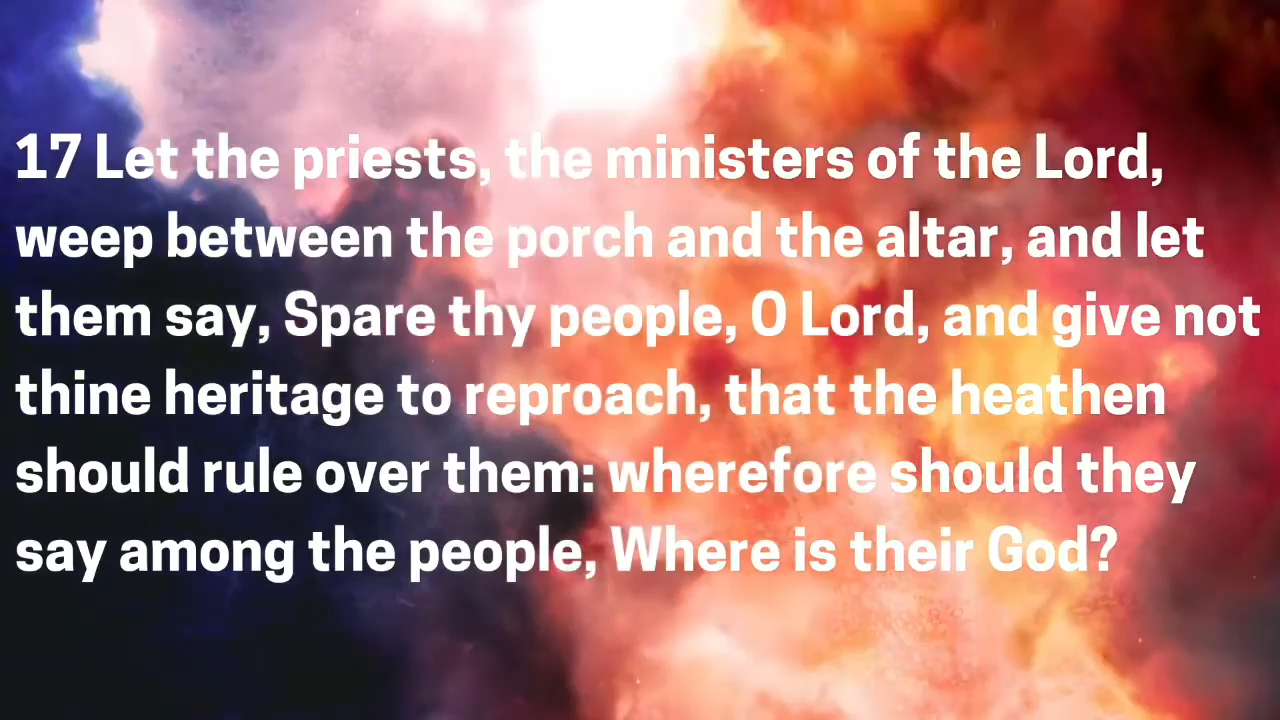 17 Let the priests, the ministers of the Lord,
weep between the porch and the altar, and let
them say, Spare thy people, O Lord, and give not
thine heritage to reproach, that the heathen
should rule over them: wherefore should they
say among the people, Where is their God?